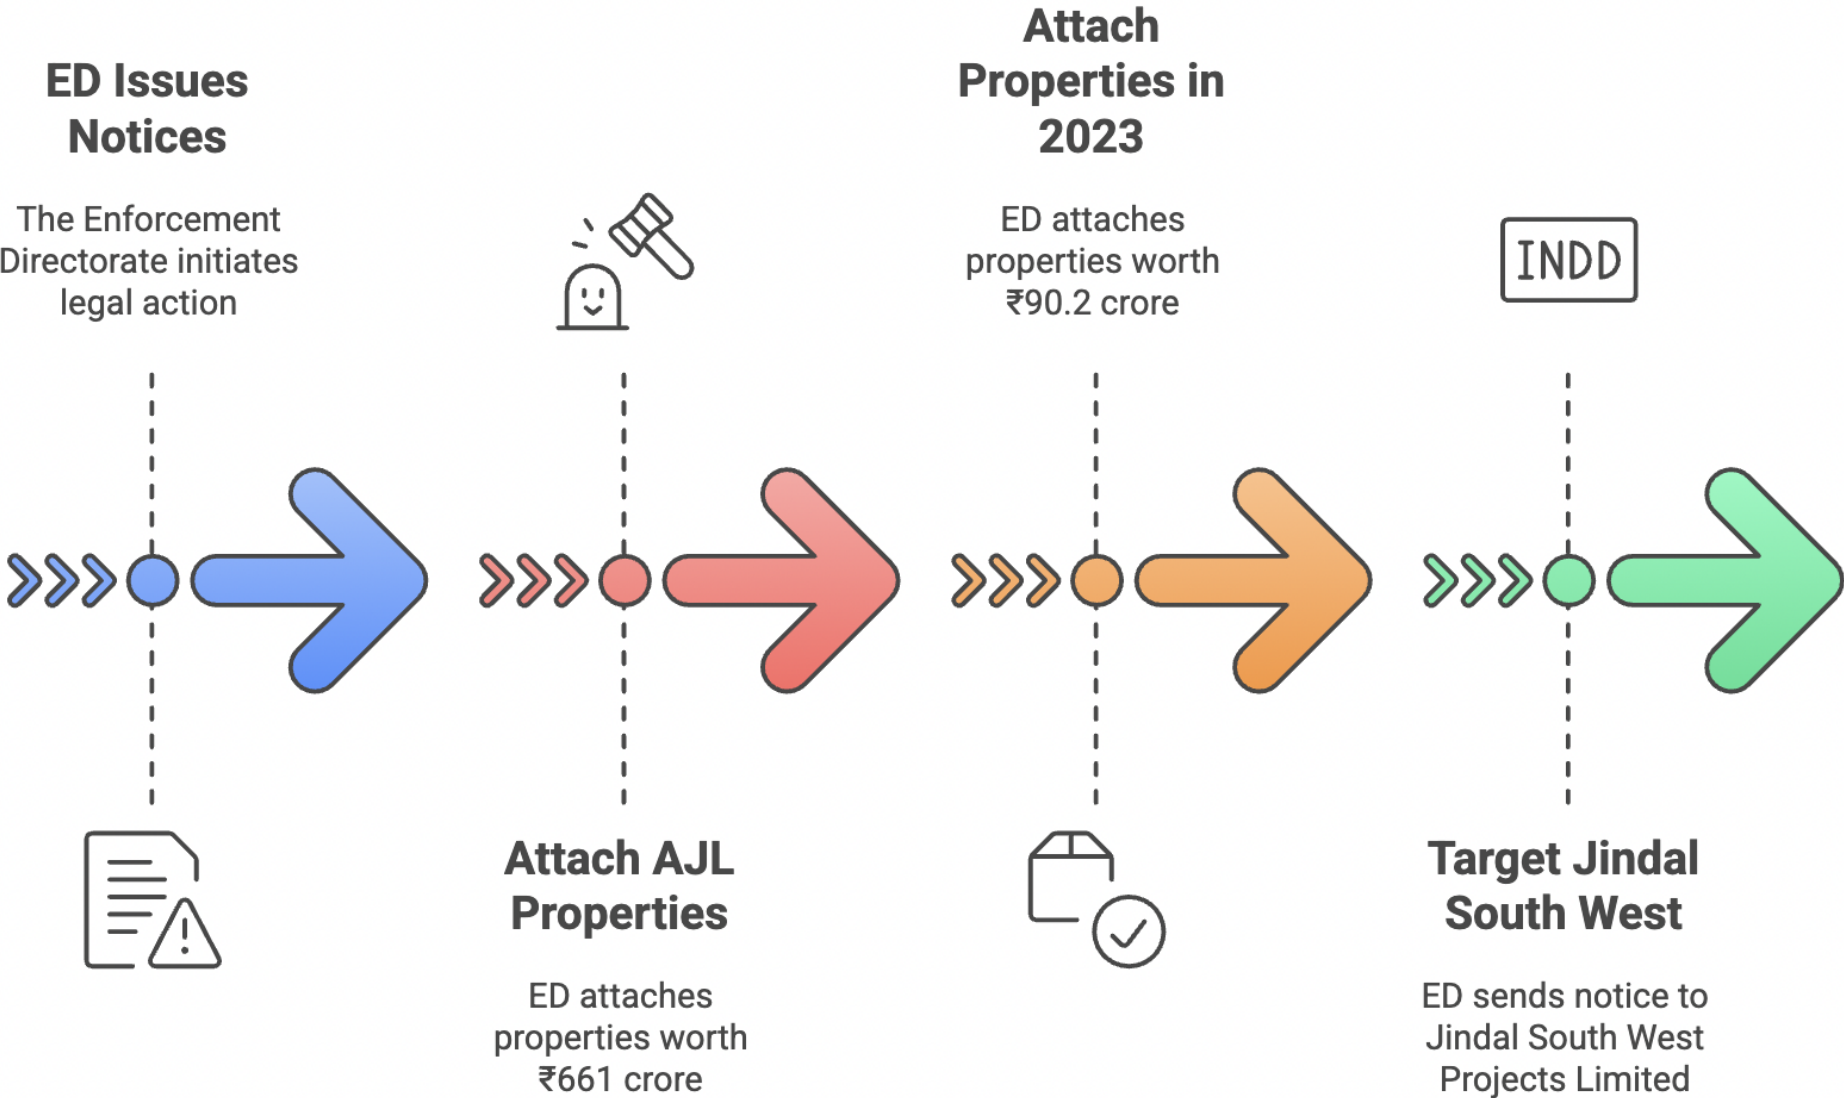 ED Issues
Notices
The Enforcement
Directorate initiates
legal action
Attach AJL
Properties
ED attaches
properties worth
₹661 crore
Attach
Properties in
2023
ED attaches
properties worth
₹90.2 crore
INDD
Target Jindal
South West
ED sends notice to
Jindal South West
Projects Limited